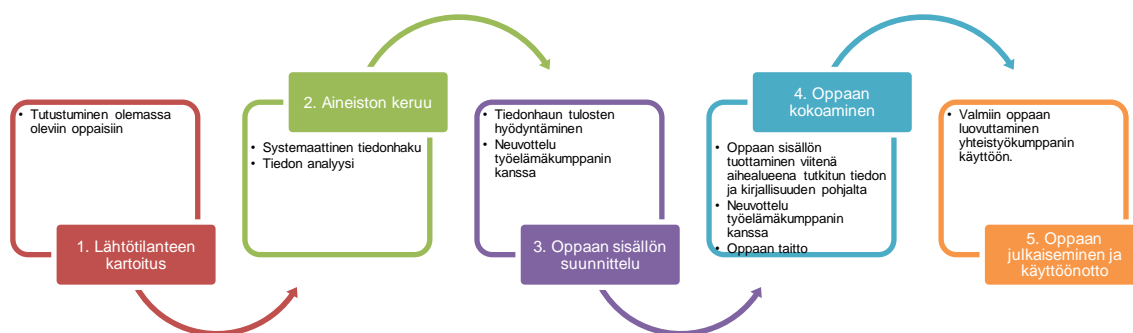 • Tutustuminen olemassa
oleviin oppaisiin
1. Lähtötilanteen
kartoitus
2. Aineiston keruu
• Systemaattinen tiedonhaku
• Tiedon analyysi
• Tiedonhaun tulosten
hyödyntäminen
• Neuvottelu
työelämäkumppanin
kanssa
3. Oppaan sisällön
suunnittelu
4. Oppaan
kokoaminen
• Oppaan sisällön
tuottaminen viitenä
aihealueena tutkitun tiedon
ja kirjallisuuden pohjalta
• Neuvottelu
työelämäkumppanin
kanssa
• Oppaan taitto
• Valmiin oppaan
luovuttaminen
yhteistyökumppanin
käyttöön.
5. Oppaan
julkaiseminen ja
käyttöönotto